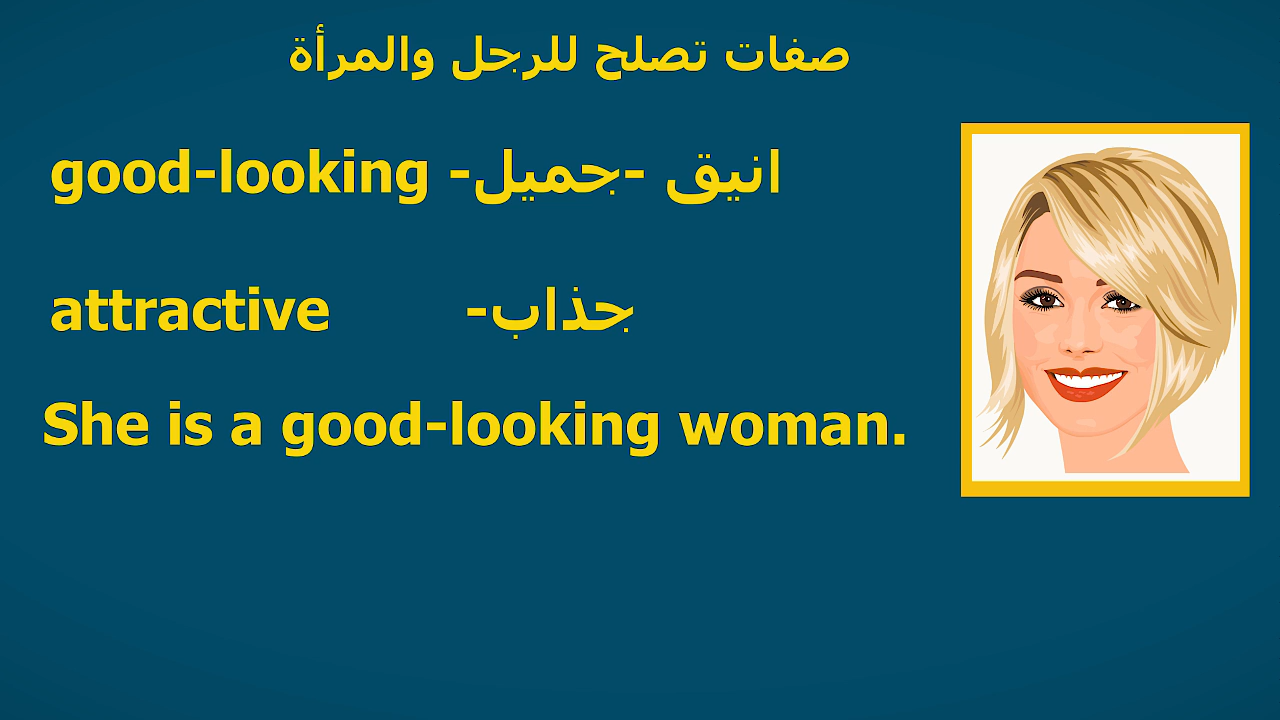 صفات تصلح للرجل والمرأة
good-looking -انيق -جميل
attractive -جذاب
She is a good-looking woman.